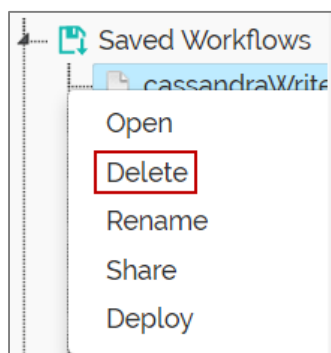 Saved Workflows
cassandraWrite
Open
Delete
Rename
Share
Deploy